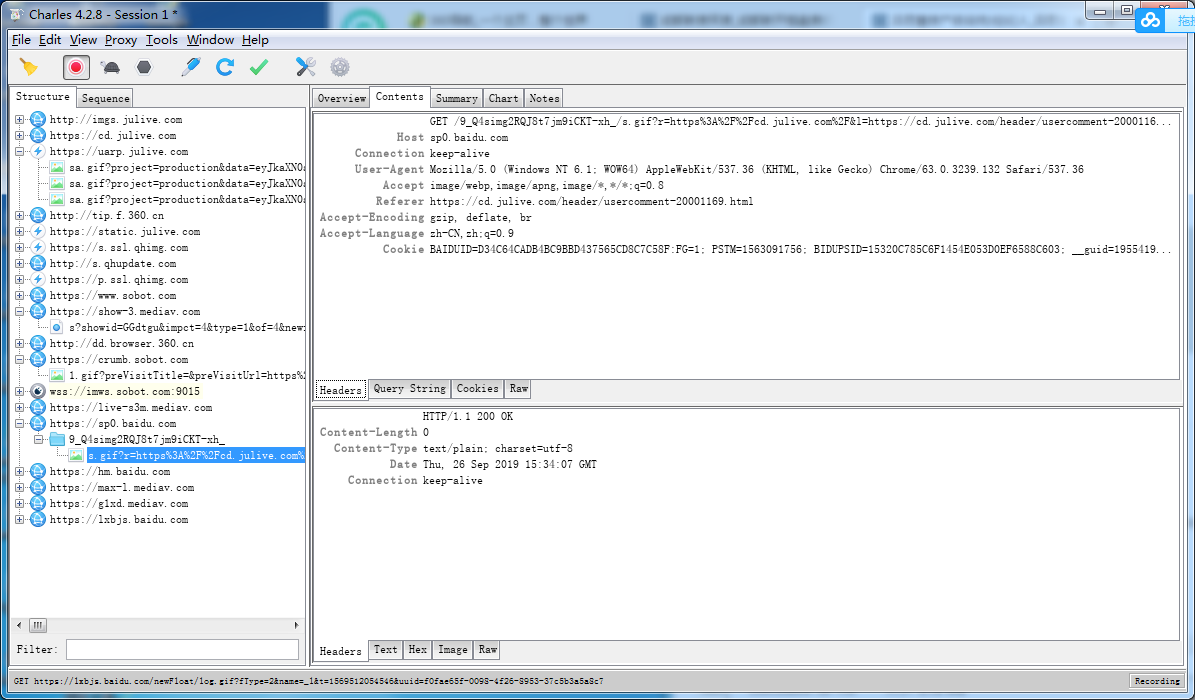 Charles 4.2.8 - Session 1 *
拖拽
File Edit View Proxy Tools Window Help
Structure Sequence
http://imgs.julive.com
https://cd.julive.com
https://uarp.julive.com
sa.gif?project=production&data=eyJkaXN0a
sa.gif?project=production&data=eyJkaXN0a
sa.gif?project=production&data=eyJkaXN0a
http://tip.f.360.cn
https://static.julive.com
https://s.ssl.qhimg.com
http://s.qhupdate.com
https://p.ssl.qhimg.com
https://www.sobot.com
https://show-3.mediav.com
s?showid=GGdtgu&impct=4&type=1&of=4&new
http://dd.browser.360.cn
https://crumb.sobot.com
1.gif?preVisitTitle=&preVisitUrl=https%
wss://imws.sobot.com:9015
https://live-s3m.mediav.com
https://sp0.baidu.com
9_Q4simg2RQJ8t7jm9iCKT-xh_
s.gif?r=https%3A%2F%2Fcd.julive.com%
https://hm.baidu.com
https://max-l.mediav.com
https://glxd.mediav.com
https://lxbjs.baidu.com
Filter:
Overview Contents Summary Chart Notes
GET /9_Q4simg2RQJ8t7jm9iCKT-xh_/s.gif?r=https%3A%2F%2Fcd.julive.com%2F&l=https://cd.julive.com/header/usercomment-2000116...
Host sp0.baidu.com
Connection keep-alive
User-Agent Mozilla/5.0 (Windows NT 6.1; WOW64) AppleWebKit/537.36 (KHTML, like Gecko) Chrome/63.0.3239.132 Safari/537.36
Accept image/webp,image/apng,image/*,*/*;q=0.8
Referer https://cd.julive.com/header/usercomment-20001169.html
Accept-Encoding gzip, deflate, br
Accept-Language zh-CN,zh;q=0.9
Cookie BAIDUID=D34C64CADB4BC9BBD437565CD8C7C58F:FG=1; PSTM=1563091756; BIDUPSID=15320C785C6F1454E053D0EF6588C603; __guid=1955419...
Headers Query String Cookies Raw
HTTP/1.1 200 OK
Content-Length 0
Content-Type text/plain; charset=utf-8
Date Thu, 26 Sep 2019 15:34:07 GMT
Connection keep-alive
Headers Text Hex Image Raw
GET https://lxbjs.baidu.com/newFloat/log.gif?fType=2&name=_l&t=1569512054546&uuid=f0fae65f-0098-4f26-8953-37c5b3a5a8c7
Recording